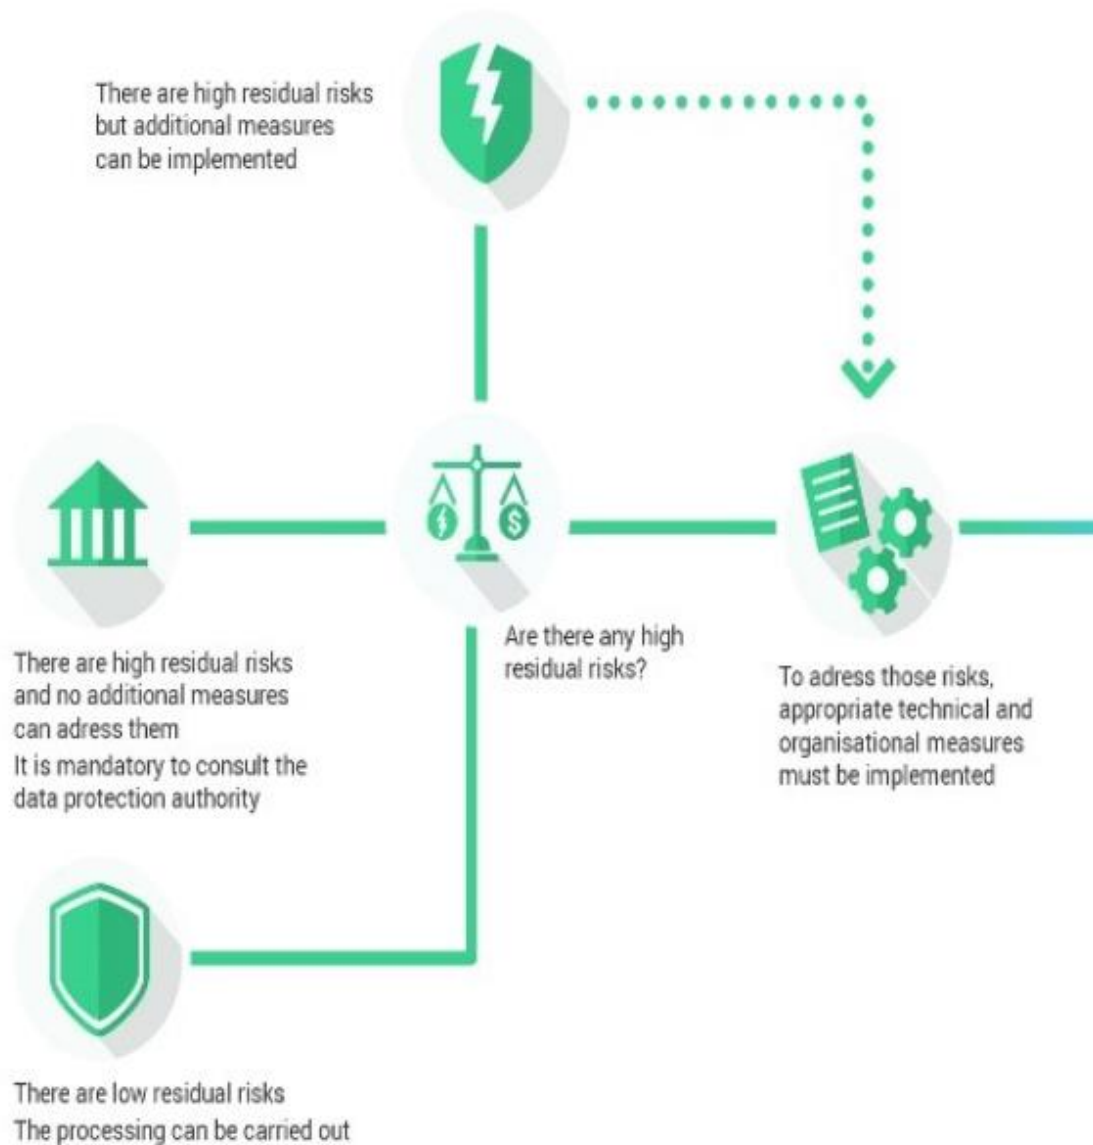 There are high residual risks
but additional measures
can be implemented
$
Are there any high
residual risks?
There are high residual risks
and no additional measures
can adress them
It is mandatory to consult the
data protection authority
To adress those risks,
appropriate technical and
organisational measures
must be implemented
There are low residual risks
The processing can be carried out